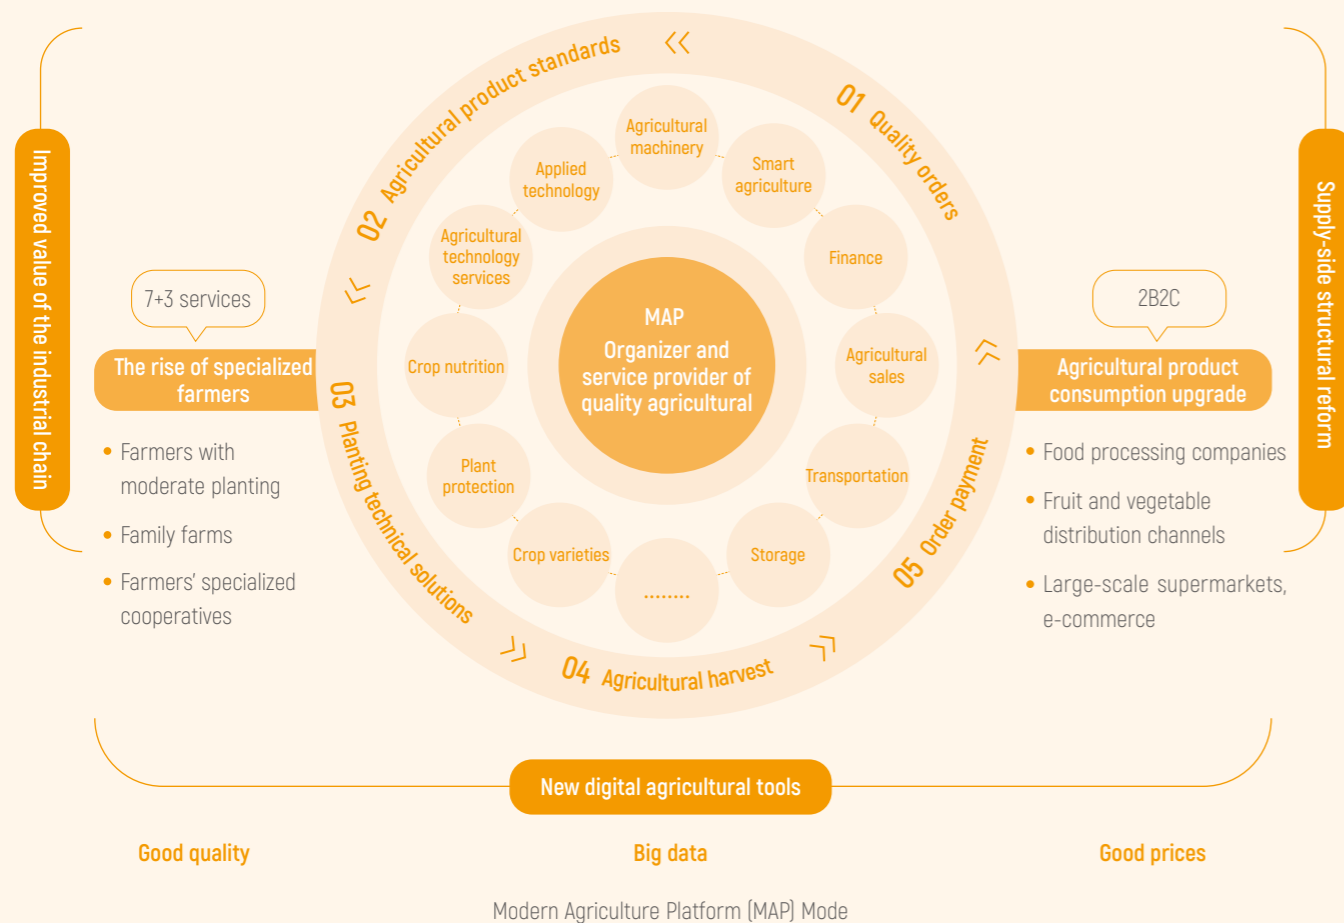 Improved value of the industrial chain
7+3 services
The rise of specialized
farmers
• Farmers with
moderate planting
• Family farms
• Farmers' specialized
cooperatives
01 Quality orders
02 Agricultural product standards
03 Planting technical solutions
04 Agricultural harvest
05 Order payment
Agricultural
machinery
Smart
agriculture
Finance
Agricultural
sales
Transportation
Storage
........
Crop varieties
Plant
protection
Crop nutrition
Agricultural
technology
services
Applied
technology
MAP
Organizer and
service provider of
quality agricultural
2B2C
Agricultural product
consumption upgrade
• Food processing companies
• Fruit and vegetable
distribution channels
• Large-scale supermarkets,
e-commerce
Supply-side structural reform
New digital agricultural tools
Good quality
Big data
Good prices
Modern Agriculture Platform (MAP) Mode